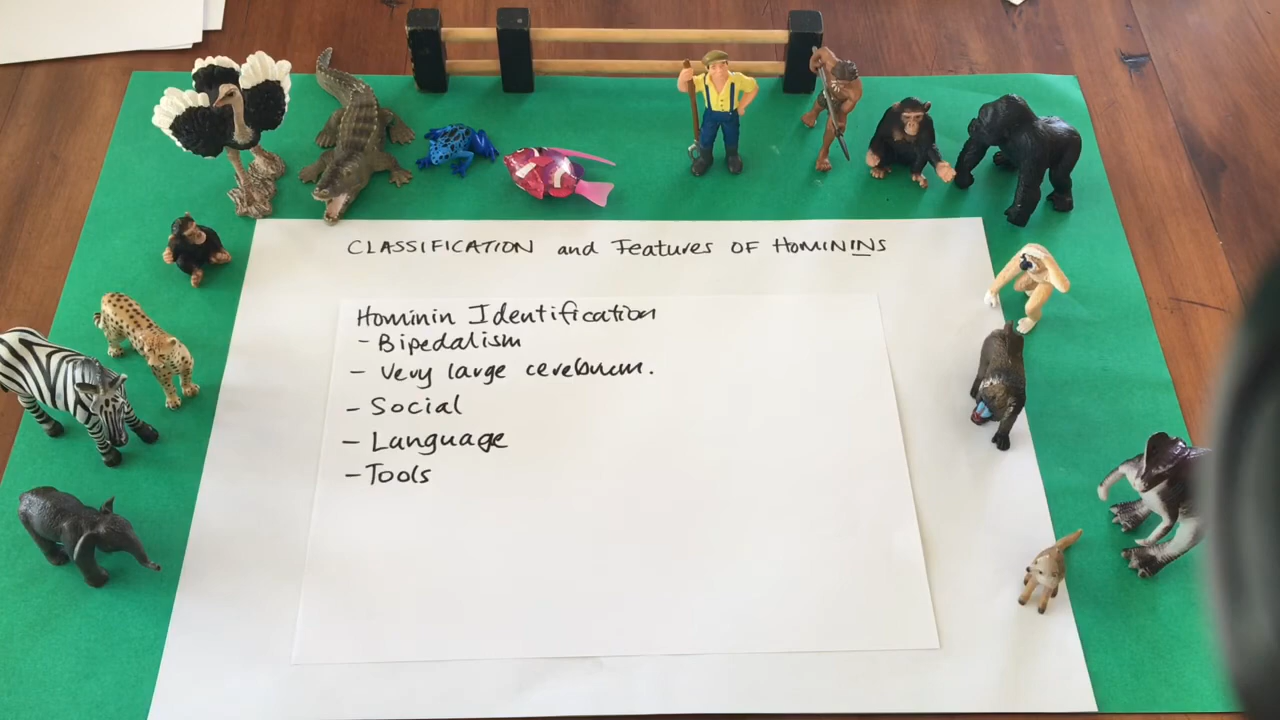 CLASSIFICATION and Features OF HOMININS
Hominin Identification
- Bipedalism
- Very large cerebrum.
- Social
- Language
- Tools